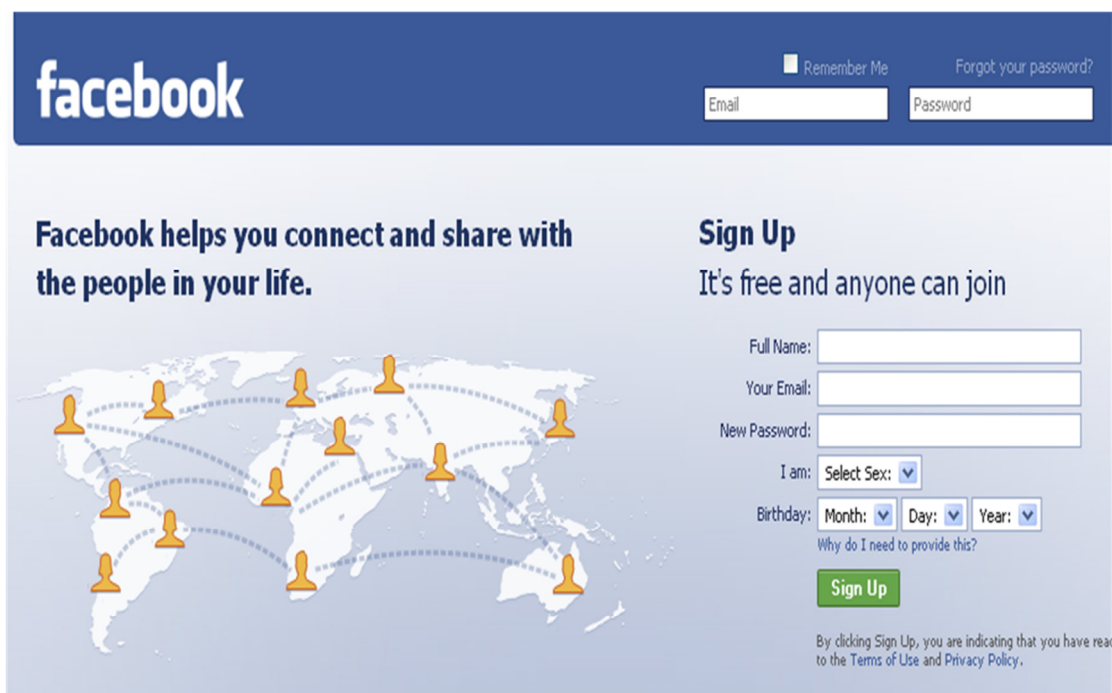 facebook
Remember Me
Forgot your password?
Email
Password
Facebook helps you connect and share with
the people in your life.
Sign Up
It's free and anyone can join
Full Name:
Your Email:
New Password:
I am: Select Sex:
Birthday: Month: Day: Year:
Why do I need to provide this?
Sign Up
By clicking Sign Up, you are indicating that you have
to the Terms of Use and Privacy Policy.